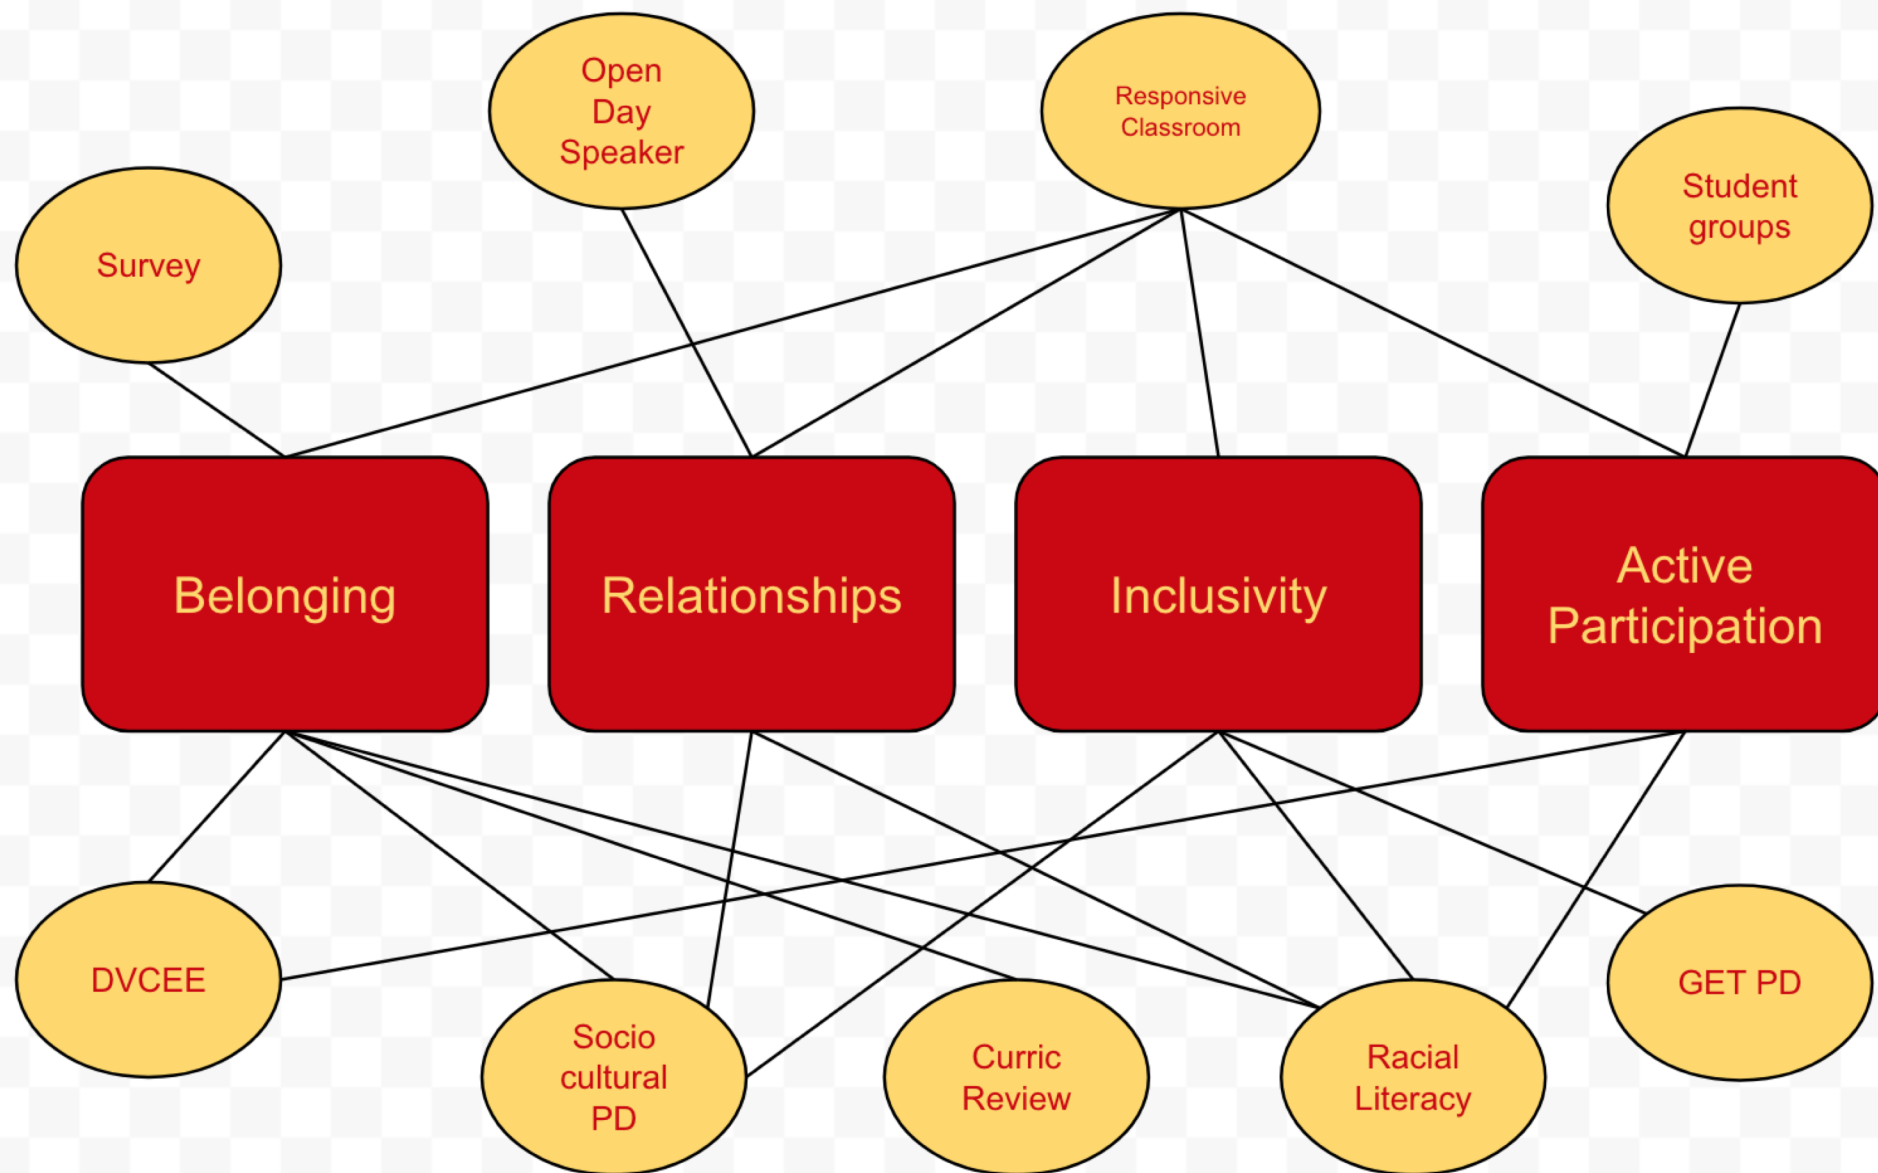 Open
Day
Speaker
Responsive
Classroom
Student
groups
Survey
Belonging
Relationships
Inclusivity
Active
Participation
DVCEE
Socio
cultural
PD
Curric
Review
Racial
Literacy
GET PD